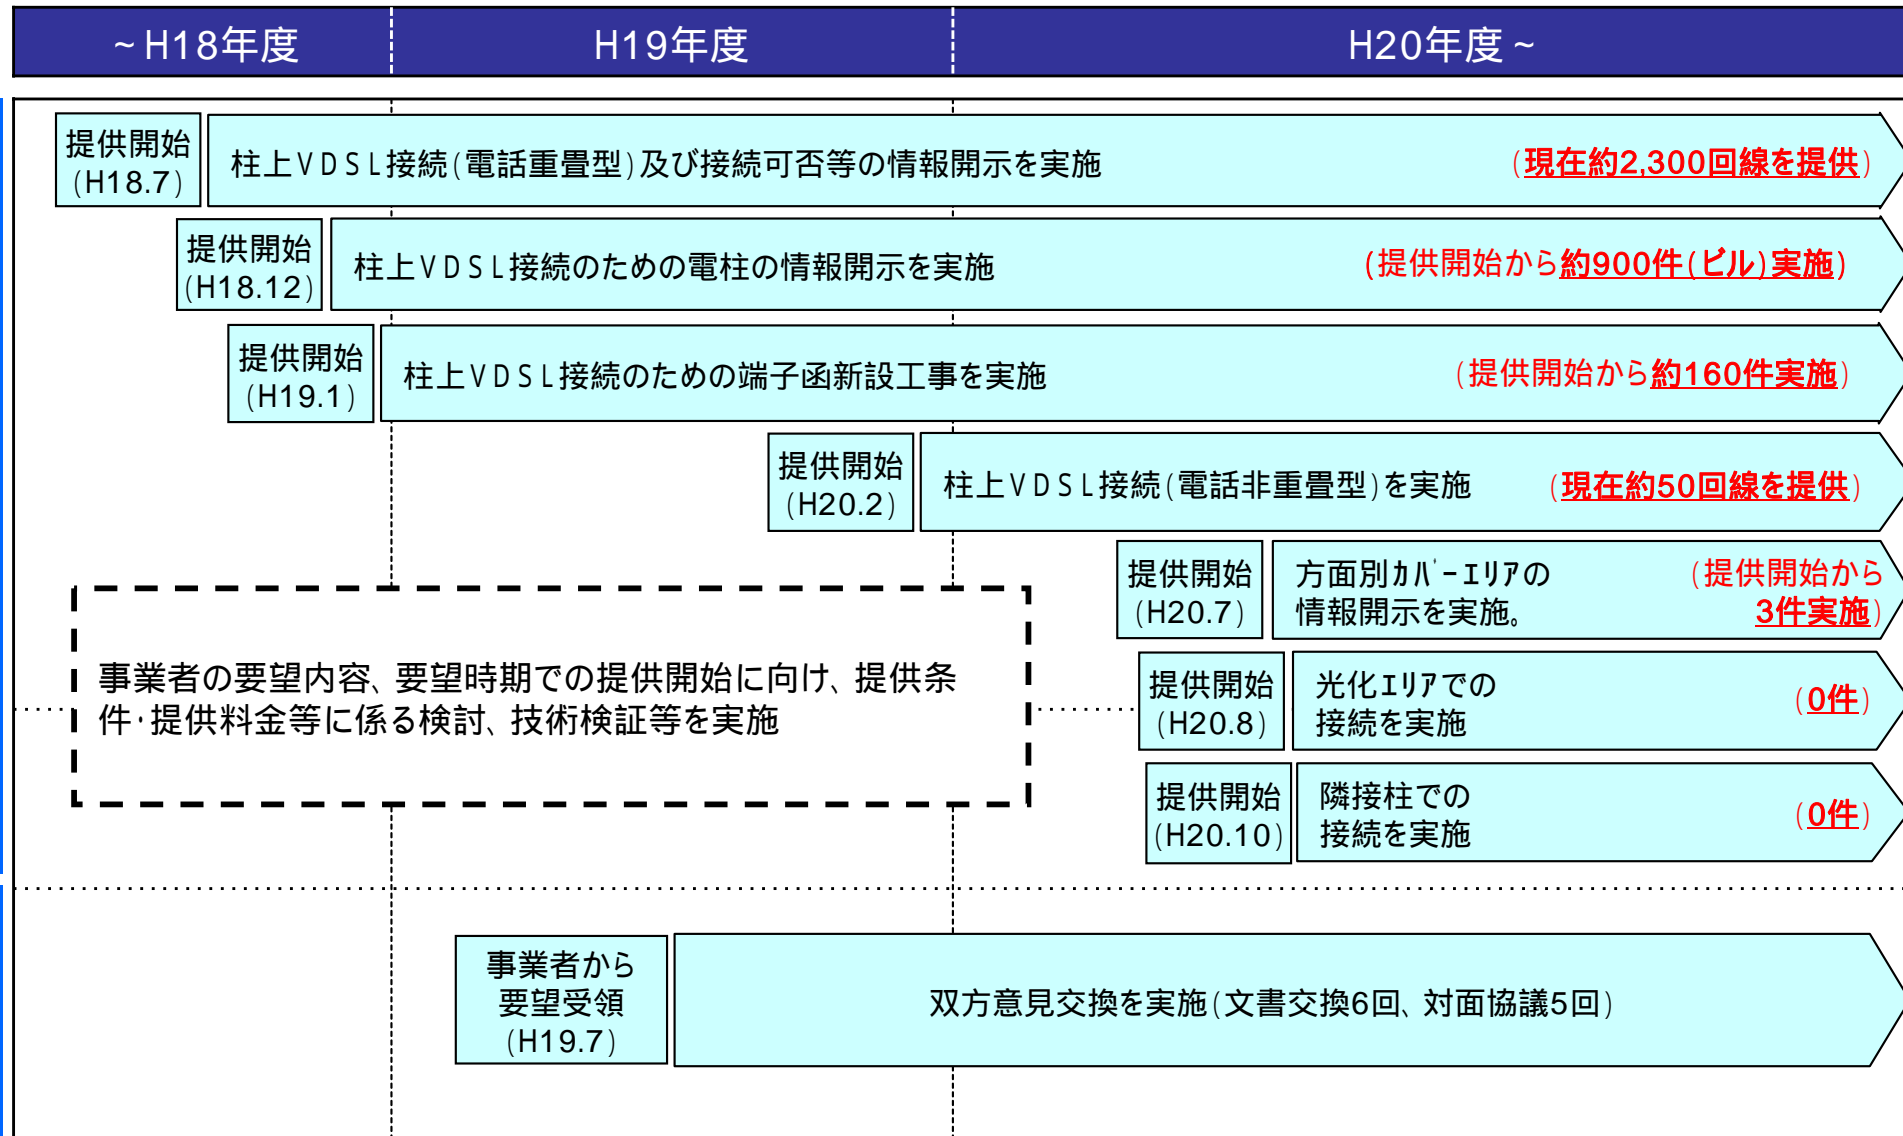 ~H18年度
H19年度
H20年度~
提供開始
(H18.7)
柱上VDSL接続(電話重畳型)及び接続可否等の情報開示を実施
(現在約2,300回線を提供)
提供開始
(H18.12)
柱上VDSL接続のための電柱の情報開示を実施
(提供開始から約900件(ビル)実施)
提供開始
(H19.1)
柱上VDSL接続のための端子函新設工事を実施
(提供開始から約160件実施)
提供開始
(H20.2)
柱上VDSL接続(電話非重畳型)を実施
(現在約50回線を提供)
提供開始
(H20.7)
方面別ｶﾊﾞｰｴﾘｱの
情報開示を実施。
(提供開始から
3件実施)
事業者の要望内容、要望時期での提供開始に向け、提供条
件・提供料金等に係る検討、技術検証等を実施
提供開始
(H20.8)
光化ｴﾘｱでの
接続を実施
(0件)
提供開始
(H20.10)
隣接柱での
接続を実施
(0件)
事業者から
要望受領
(H19.7)
双方意見交換を実施(文書交換6回、対面協議5回)